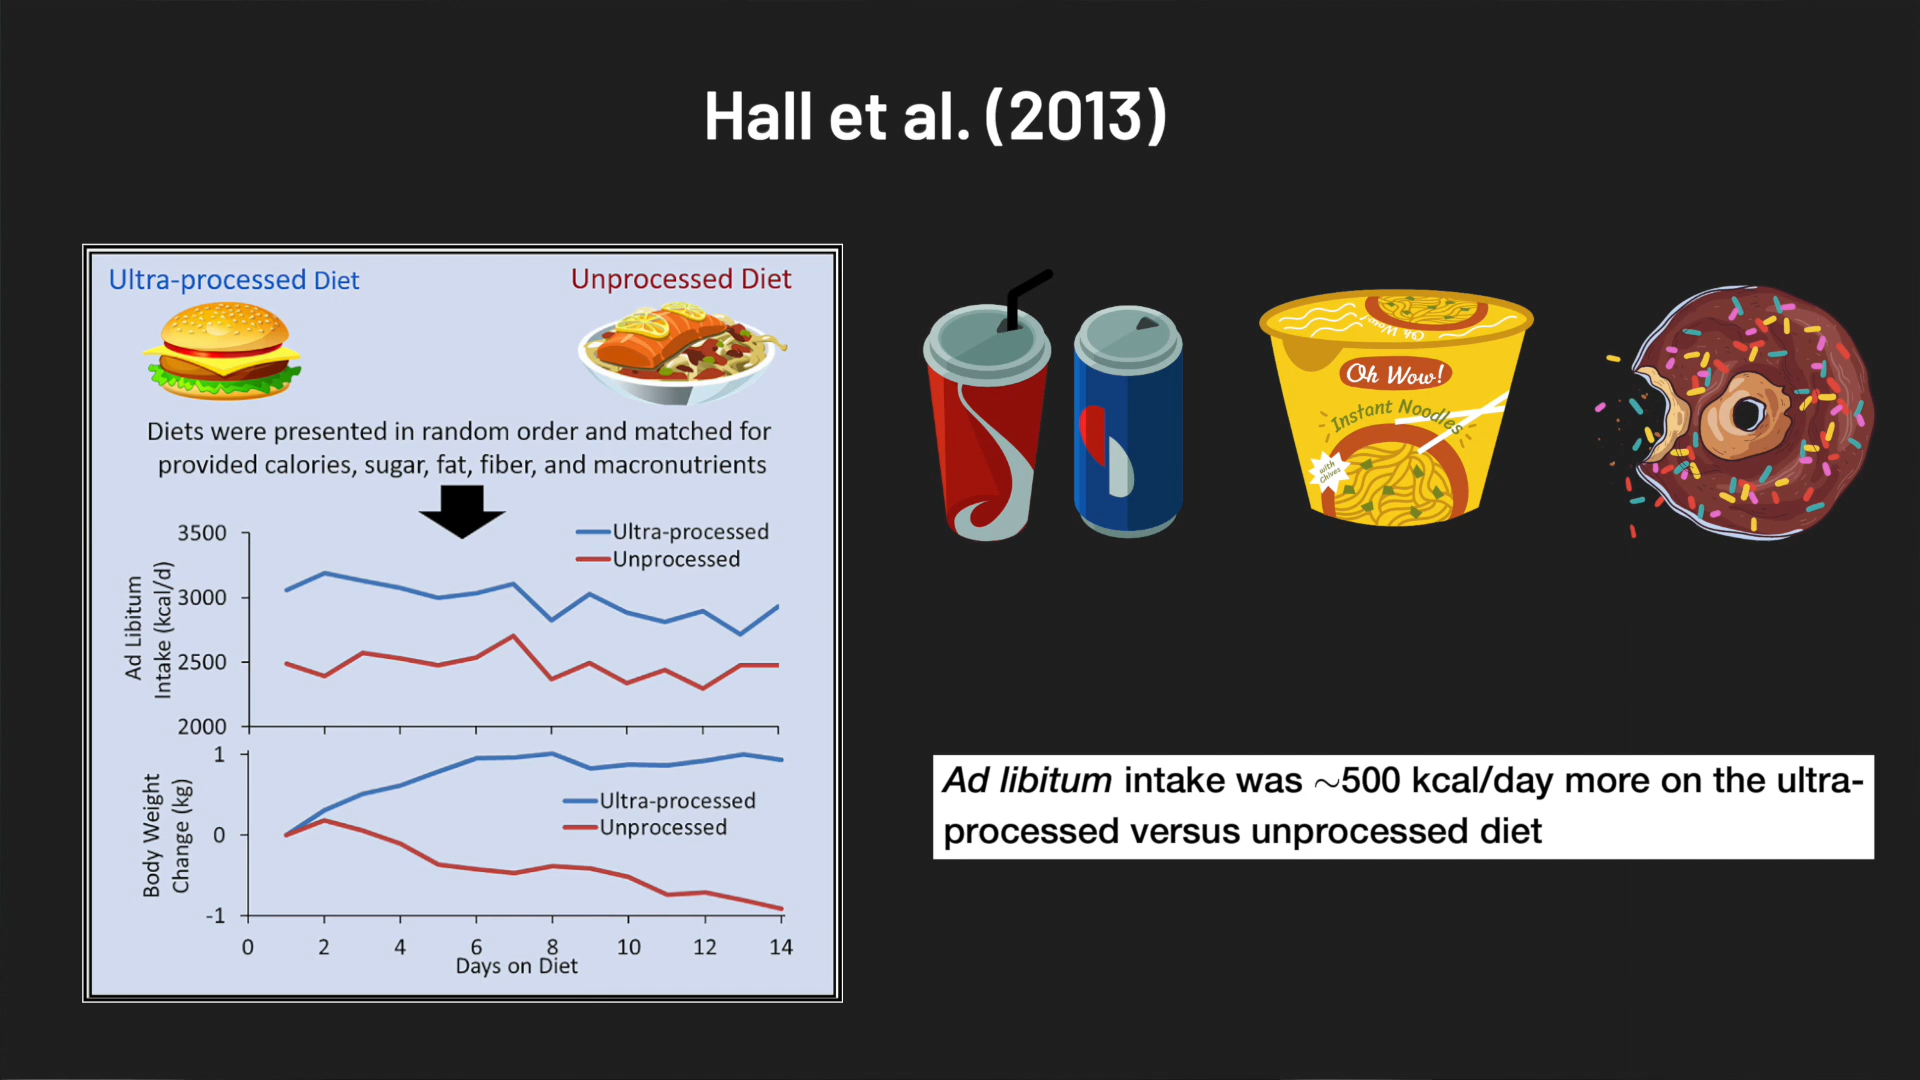 Hall et al. (2013)
Ultra-processed Diet
Unprocessed Diet
Diets were presented in random order and matched for
provided calories, sugar, fat, fiber, and macronutrients
Ultra-processed
Unprocessed
Ad Libitum
Intake (kcal/d)
3500
3000
2500
2000
Ultra-processed
Unprocessed
Body Weight
Change (kg)
1
0
-1
0 2 4 6 8 10 12 14
Days on Diet
Oh Wow!
Oh Wow!
Instant Noodles
with
Chives
Ad libitum intake was ~500 kcal/day more on the ultra-
processed versus unprocessed diet